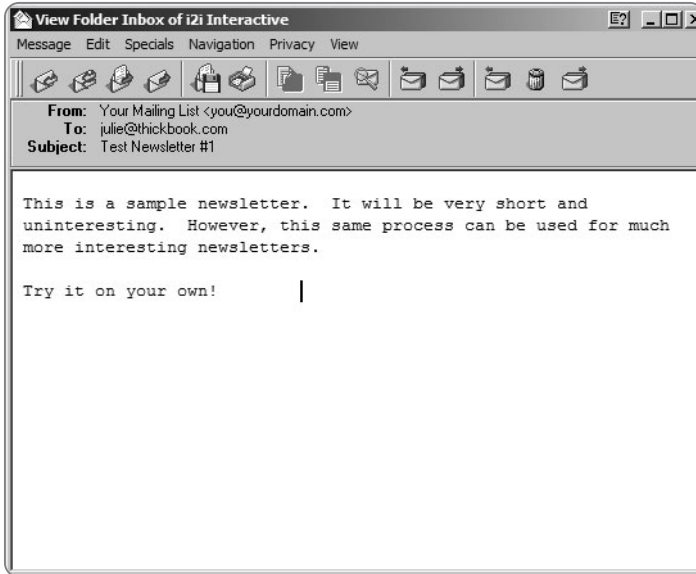 View Folder Inbox of i2i Interactive
Message Edit Specials Navigation Privacy View
From: Your Mailing List <you@yourdomain.com>
To: julie@thickbook.com
Subject: Test Newsletter #1
This is a sample newsletter. It will be very short and
uninteresting. However, this same process can be used for much
more interesting newsletters.
Try it on your own!